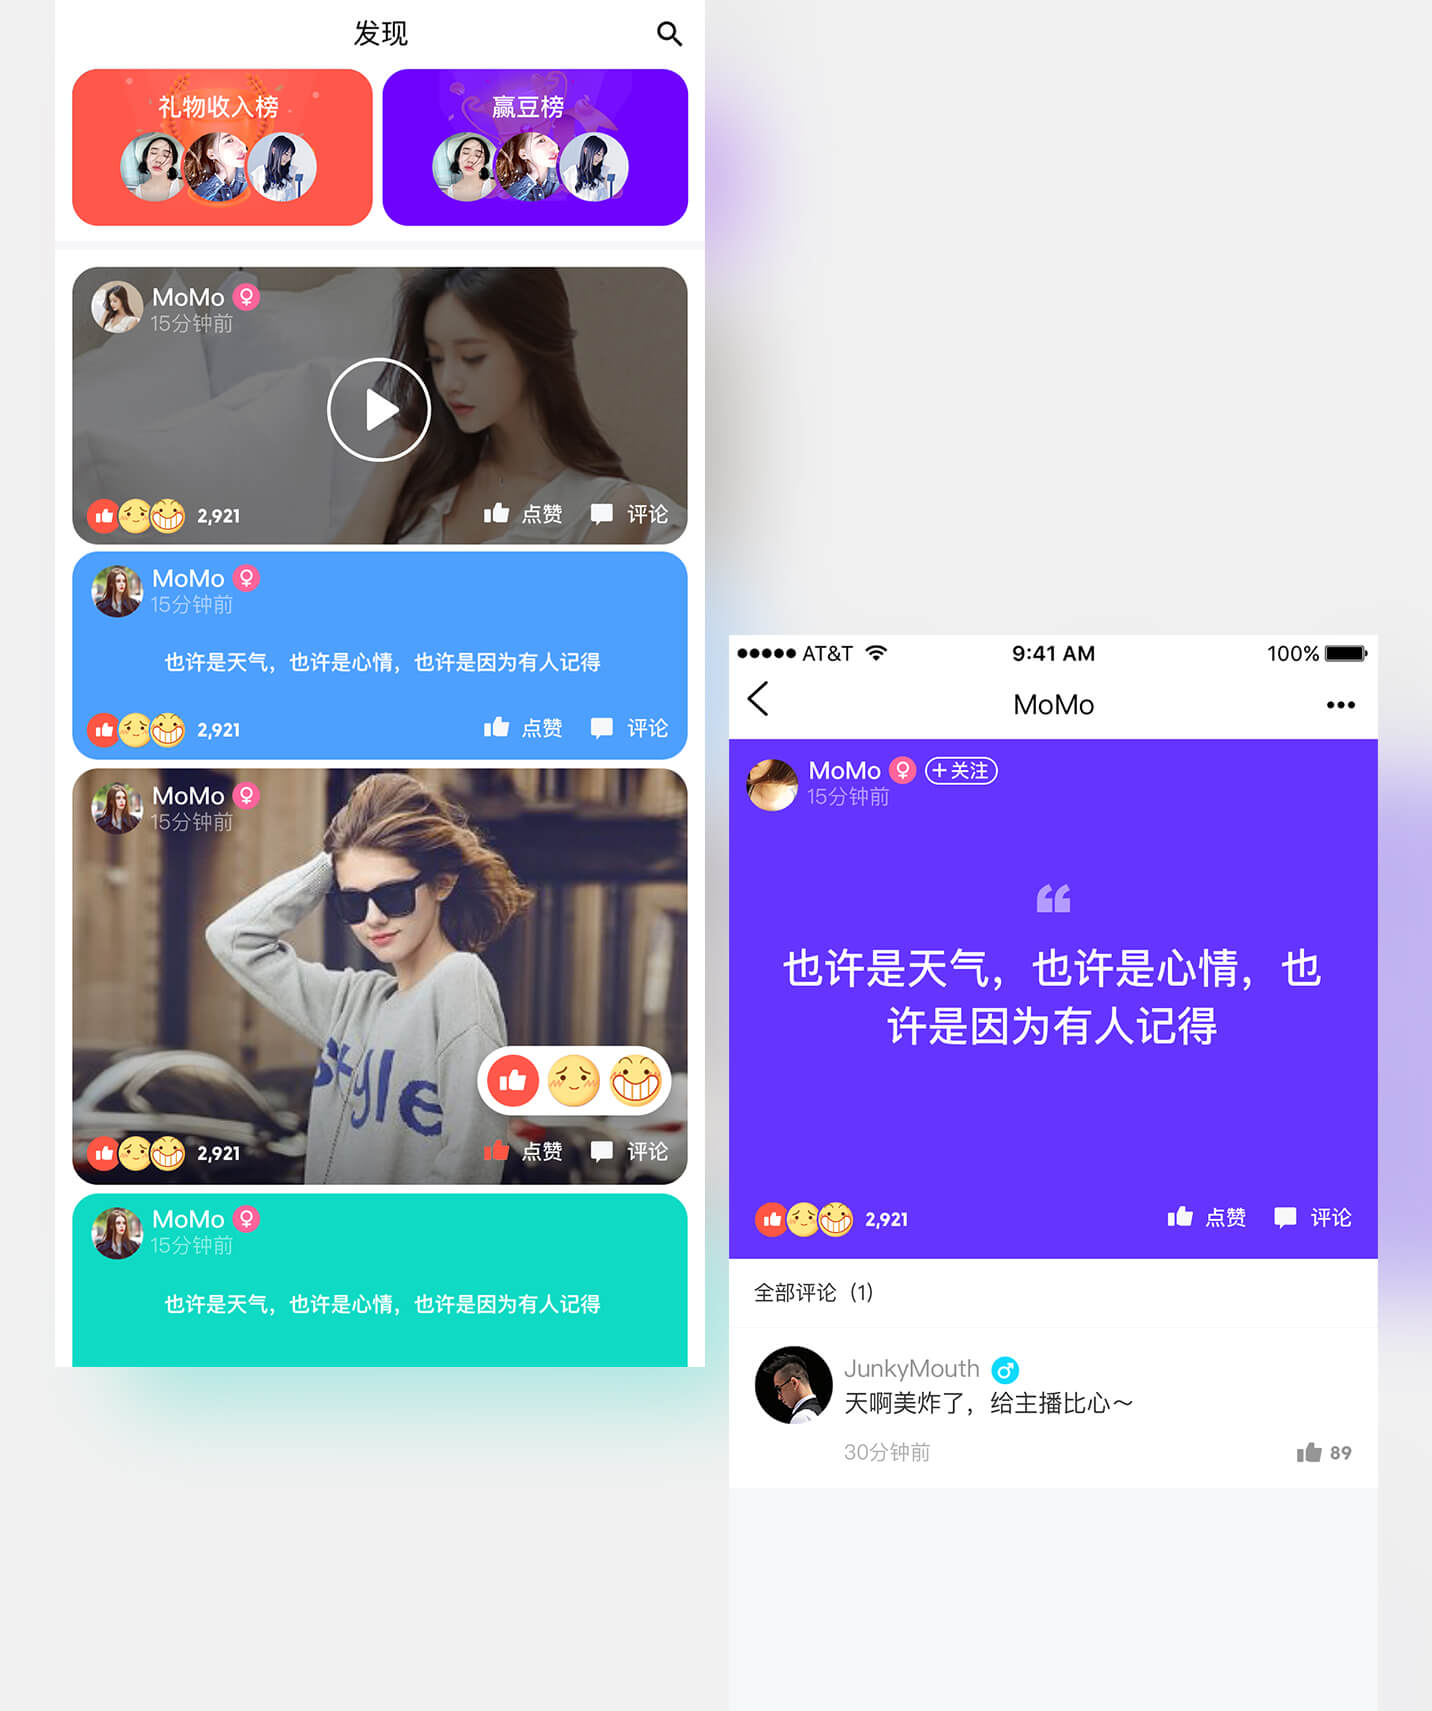 发现
礼物收入榜
赢豆榜
MoMo
15分钟前
2,921
点赞
评论
MoMo
15分钟前
也许是天气，也许是心情，也许是因为有人记得
2,921
点赞
评论
MoMo
15分钟前
style
2,921
点赞
评论
MoMo
15分钟前
也许是天气，也许是心情，也许是因为有人记得
AT&T
9:41 AM
100%
MoMo
MoMo
+关注
15分钟前
“
也许是天气，也许是心情，也
许是因为有人记得
2,921
点赞
评论
全部评论（1）
JunkyMouth
天啊美炸了，给主播比心～
30分钟前
89